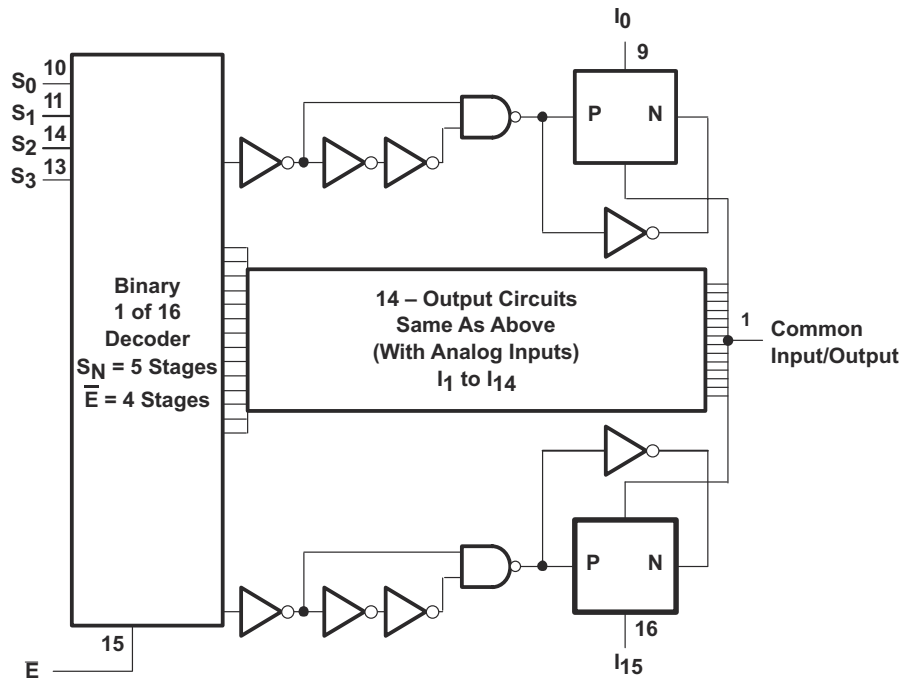 I0
9
P N
10
S0
11
S1
14
S2
13
S3
Binary
1 of 16
Decoder
SN = 5 Stages
E̅ = 4 Stages
14 – Output Circuits
Same As Above
(With Analog Inputs)
I1 to I14
1
Common
Input/Output
P N
16
I15
15
E̅